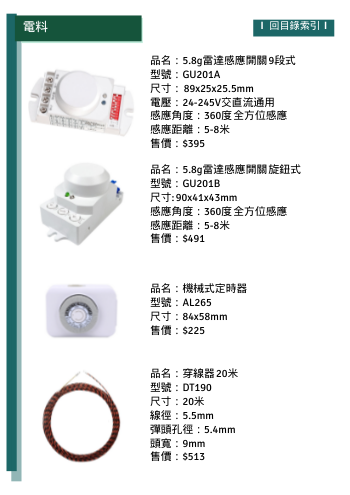 電料
I 回目錄索引 I
品名：5.8g雷達感應開關 9段式
型號：GU201A
尺寸： 89x25x25.5mm
電壓：24-245V交直流通用
感應角度：360度全方位感應
感應距離：5-8米
售價：$395
品名：5.8g雷達感應開關 旋鈕式
型號：GU201B
尺寸: 90x41x43mm
感應角度：360度全方位感應
感應距離：5-8米
售價：$491
品名：機械式定時器
型號：AL265
尺寸：84x58mm
售價：$225
品名：穿線器 20米
型號：DT190
尺寸：20米
線徑：5.5mm
彈頭孔徑：5.4mm
頭寬：9mm
售價：$513